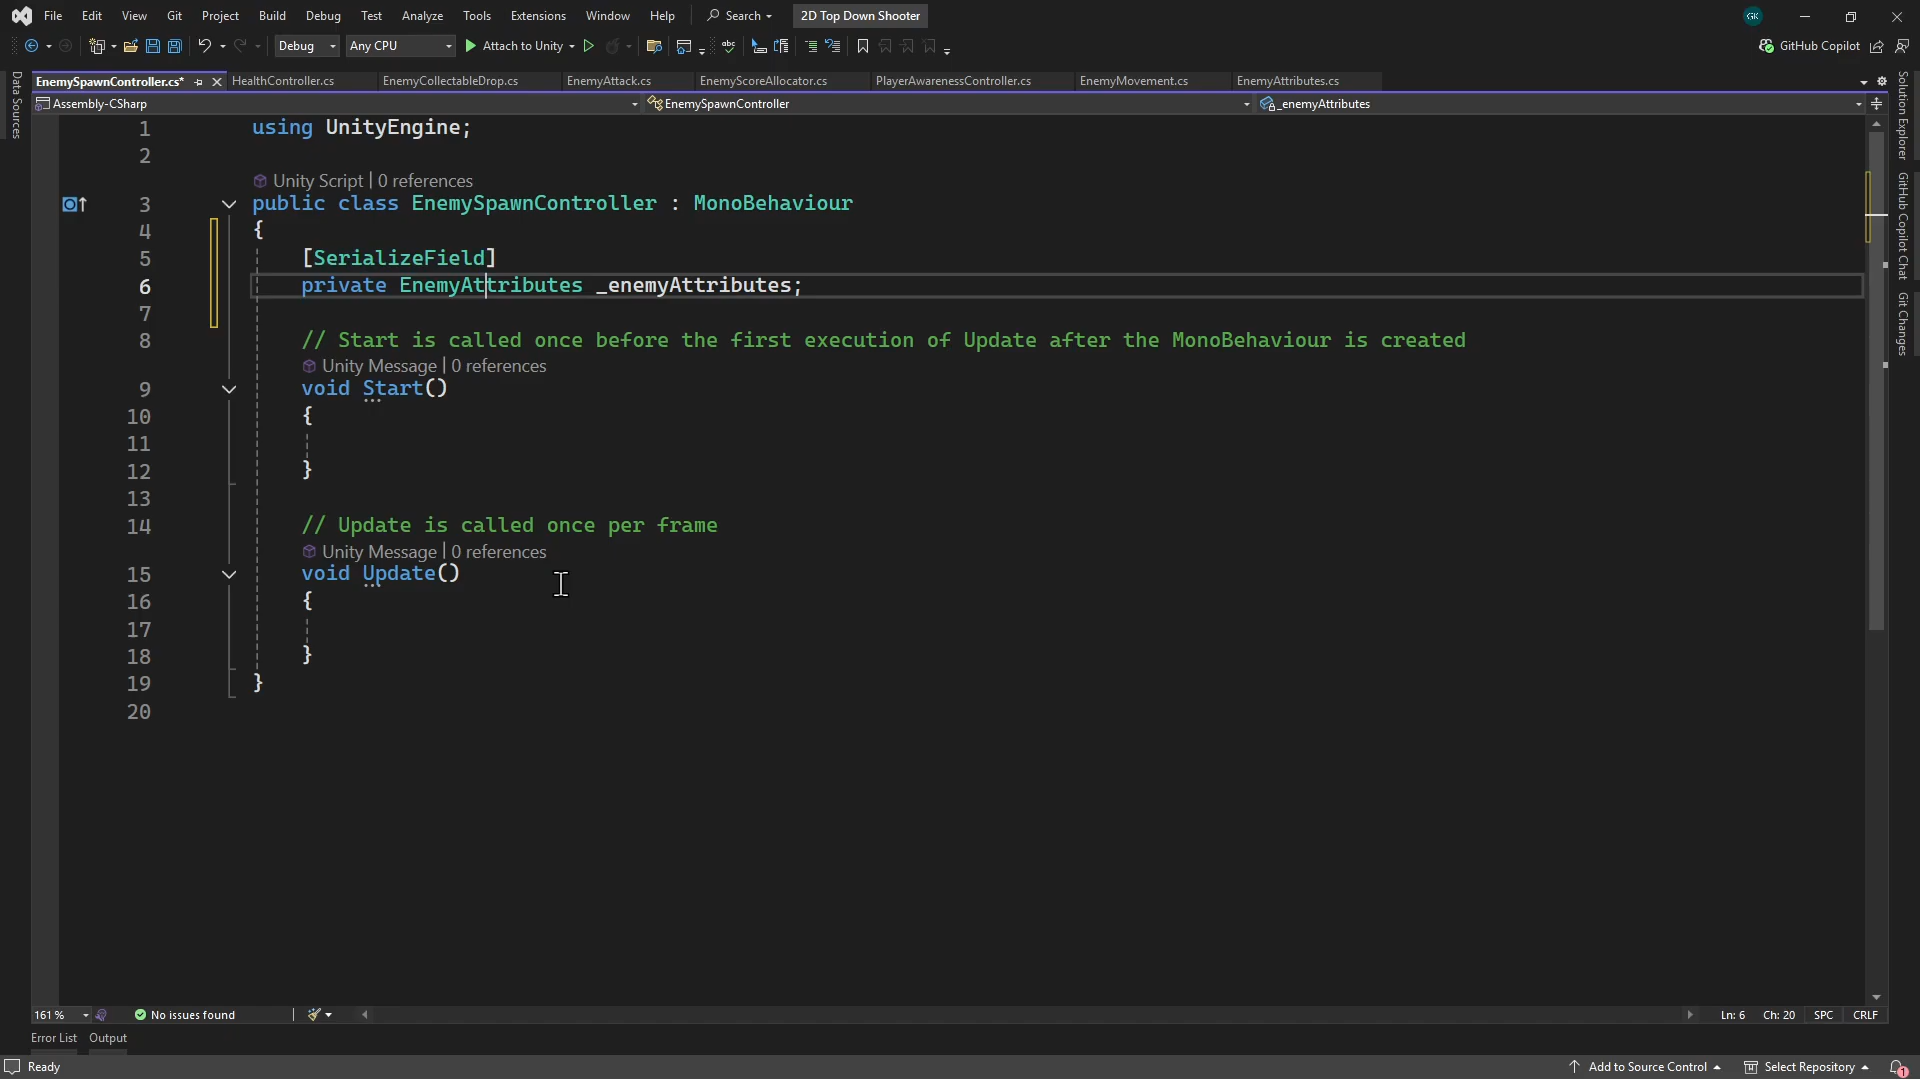 File Edit View Git Project Build Debug Test Analyze Tools Extensions Window Help Search 2D Top Down Shooter GK
Debug Any CPU Attach to Unity abc GitHub Copilot
EnemySpawnController.cs* HealthController.cs EnemyCollectableDrop.cs EnemyAttack.cs EnemyScoreAllocator.cs PlayerAwarenessController.cs EnemyMovement.cs EnemyAttributes.cs
Assembly-CSharp EnemySpawnController _enemyAttributes
Data Sources
Solution Explorer
GitHub Copilot Chat
Git Changes
1 using UnityEngine;
2
Unity Script | 0 references
3 public class EnemySpawnController : MonoBehaviour
4 {
5 [SerializeField]
6 private EnemyAttributes _enemyAttributes;
7
8 // Start is called once before the first execution of Update after the MonoBehaviour is created
Unity Message | 0 references
9 void Start()
10 {
11
12 }
13
14 // Update is called once per frame
Unity Message | 0 references
15 void Update()
16 {
17
18 }
19 }
20
161 % No issues found Ln: 6 Ch: 20 SPC CRLF
Error List Output
Ready Add to Source Control Select Repository 1